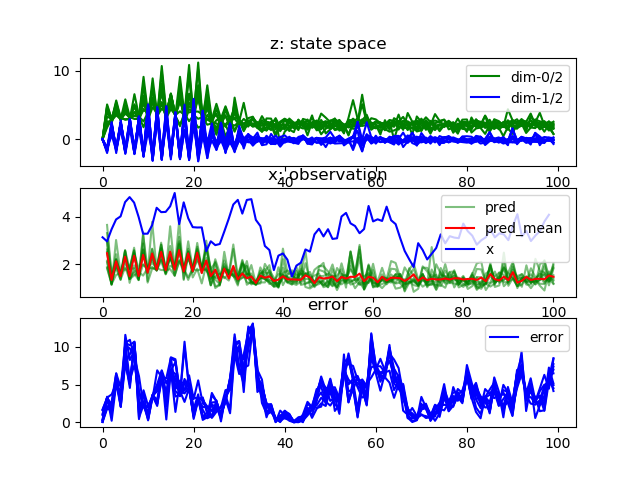 z: state space
10
0
dim-0/2
dim-1/2
0 20 40 60 80 100
x: observation
4
2
pred
pred_mean
x
0 20 40 60 80 100
error
10
5
0
error
0 20 40 60 80 100